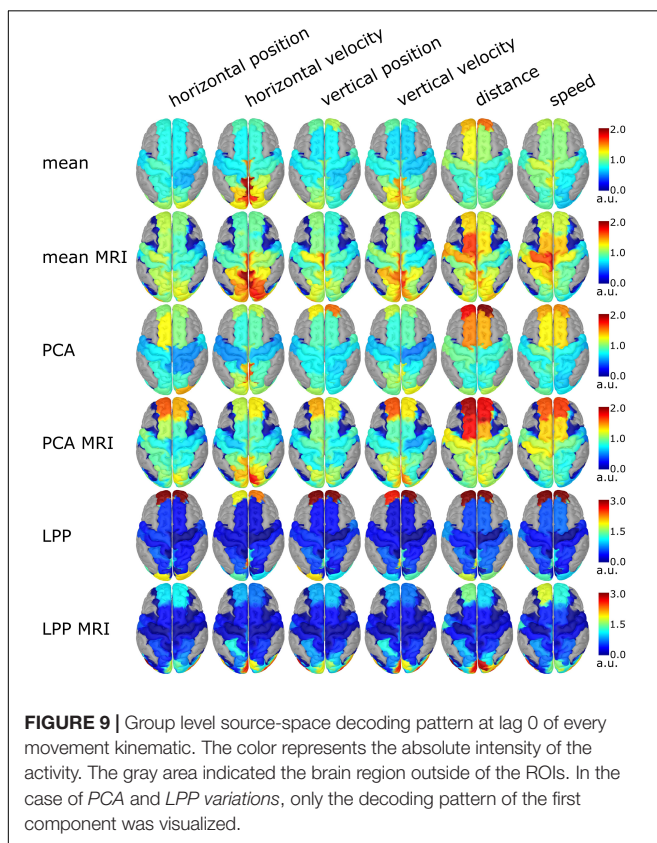 horizontal position
horizontal velocity
vertical position
vertical velocity
distance
speed
mean
2.0
1.0
0.0
a.u.
mean MRI
2.0
1.0
0.0
a.u.
PCA
2.0
1.0
0.0
a.u.
PCA MRI
2.0
1.0
0.0
a.u.
LPP
3.0
1.5
0.0
a.u.
LPP MRI
3.0
1.5
0.0
a.u.
FIGURE 9 | Group level source-space decoding pattern at lag 0 of every
movement kinematic. The color represents the absolute intensity of the
activity. The gray area indicated the brain region outside of the ROIs. In the
case of PCA and LPP variations, only the decoding pattern of the first
component was visualized.